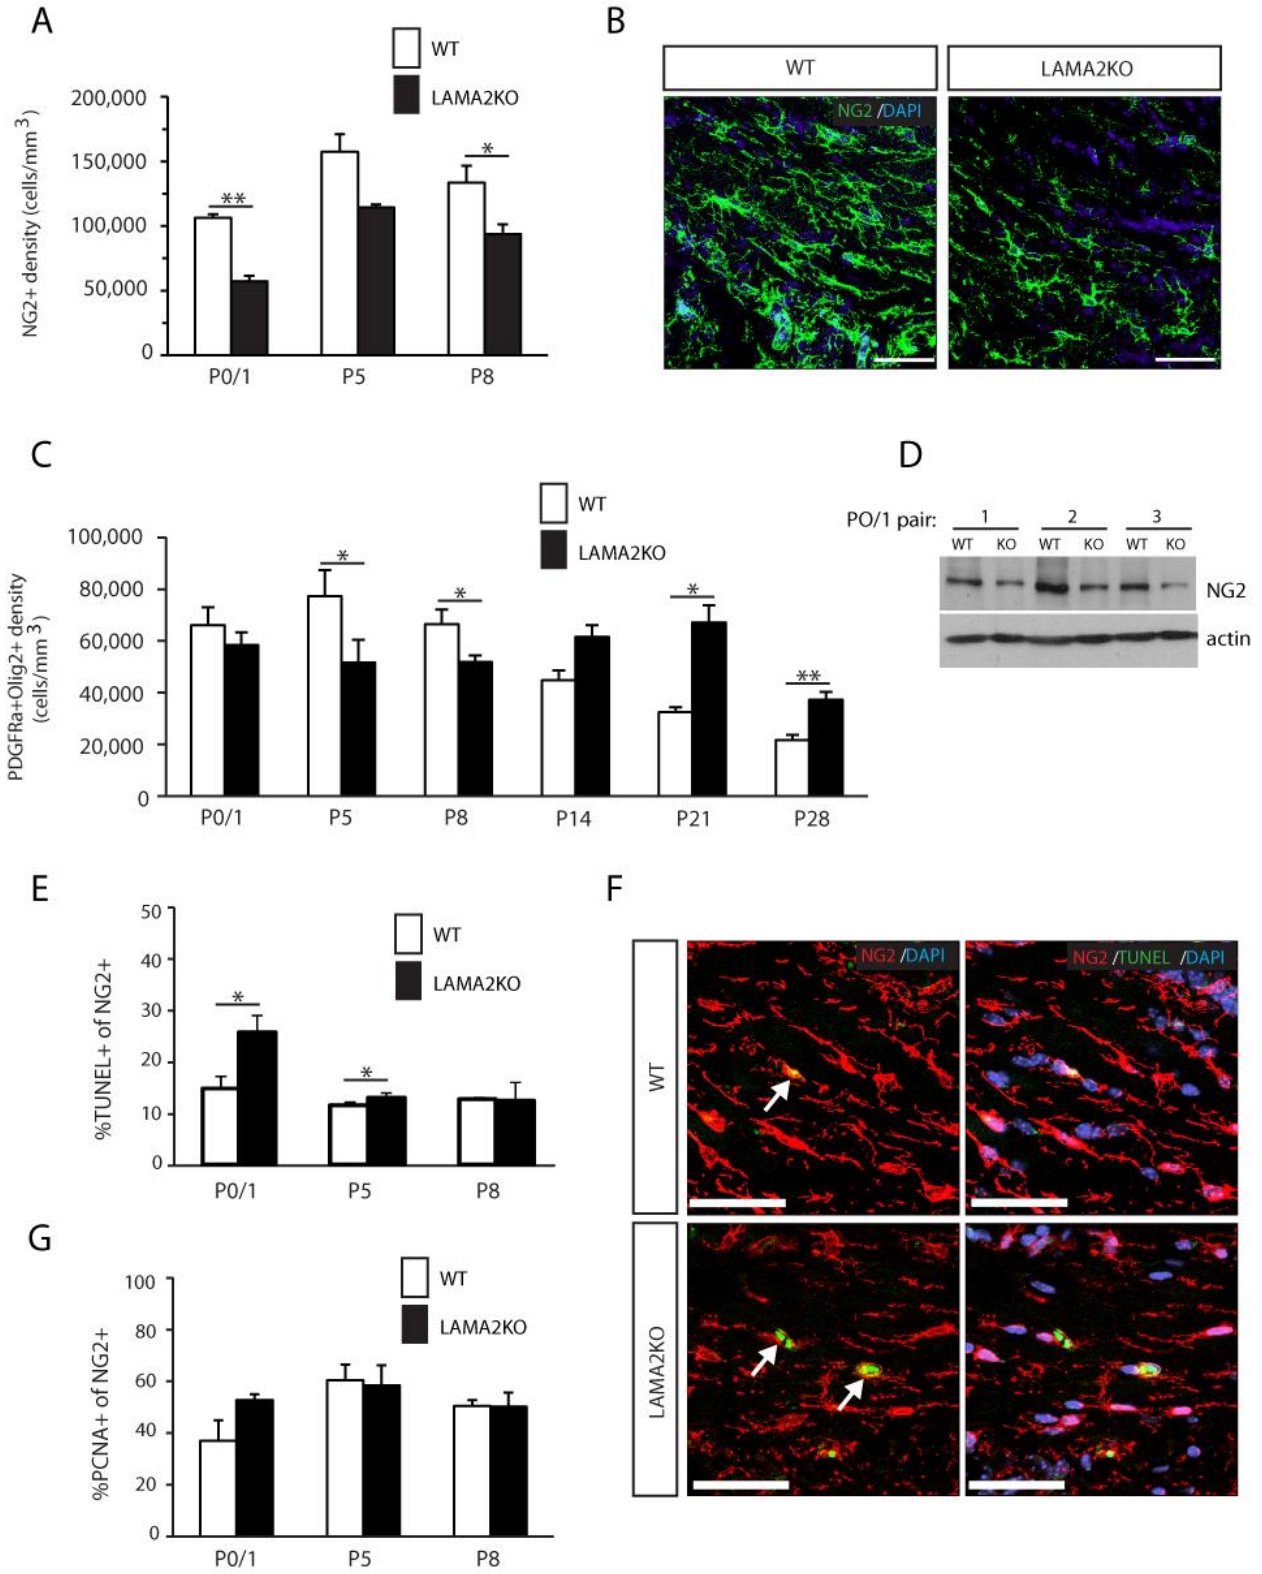 A
WT
LAMA2KO
NG2+ density (cells/mm 3)
200,000
150,000
100,000
50,000
0
**
*
P0/1 P5 P8
B
WT LAMA2KO
NG2 /DAPI
C
WT
LAMA2KO
PDGFRa+Olig2+ density
(cells/mm 3)
100,000
80,000
60,000
40,000
20,000
0
* * * **
P0/1 P5 P8 P14 P21 P28
D
PO/1 pair: 1 2 3
WT KO WT KO WT KO
NG2
actin
E
WT
LAMA2KO
%TUNEL+ of NG2+
50
40
30
20
10
0
* *
P0/1 P5 P8
F
WT
NG2 /DAPI NG2 /TUNEL /DAPI
LAMA2KO
G
WT
LAMA2KO
%PCNA+ of NG2+
100
80
60
40
20
0
P0/1 P5 P8